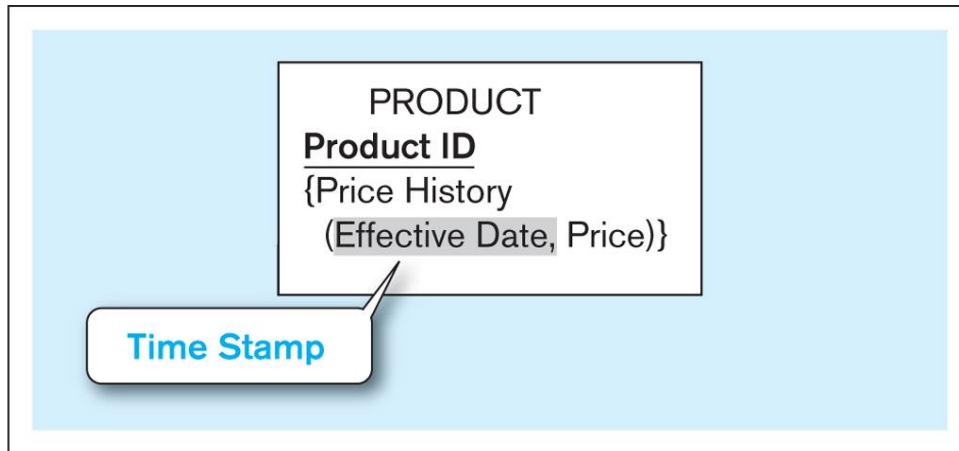 PRODUCT
Product ID
{Price History
(Effective Date, Price)}
Time Stamp